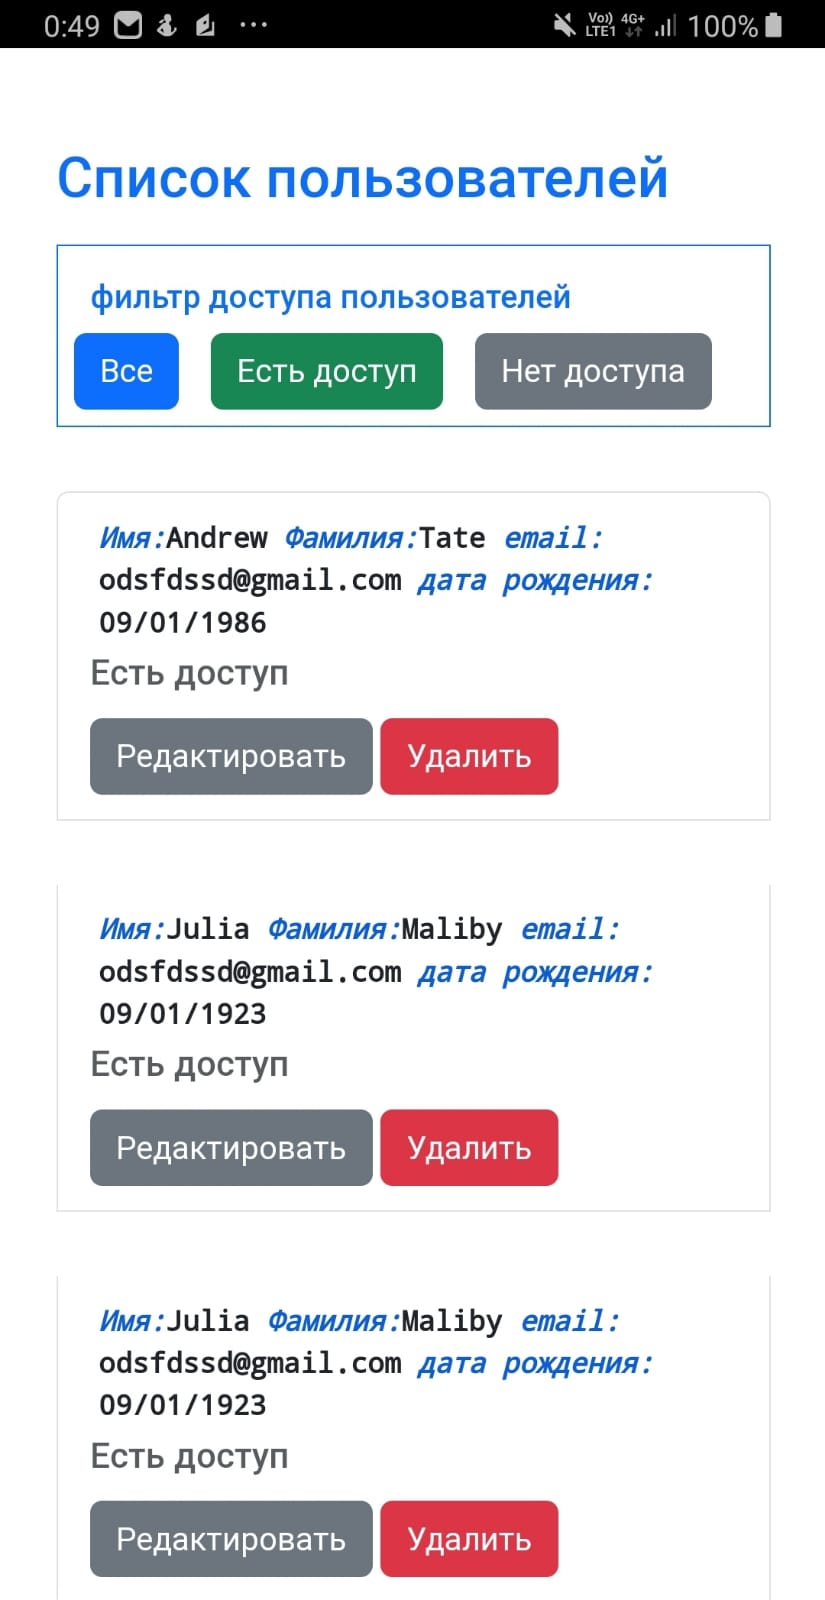 0:49 ... Vo)) LTE1 4G+ 100%
Список пользователей
фильтр доступа пользователей
Все Есть доступ Нет доступа
Имя:Andrew Фамилия:Tate email:
odsfdssd@gmail.com дата рождения:
09/01/1986
Есть доступ
Редактировать Удалить
Имя:Julia Фамилия:Maliby email:
odsfdssd@gmail.com дата рождения:
09/01/1923
Есть доступ
Редактировать Удалить
Имя:Julia Фамилия:Maliby email:
odsfdssd@gmail.com дата рождения:
09/01/1923
Есть доступ
Редактировать Удалить